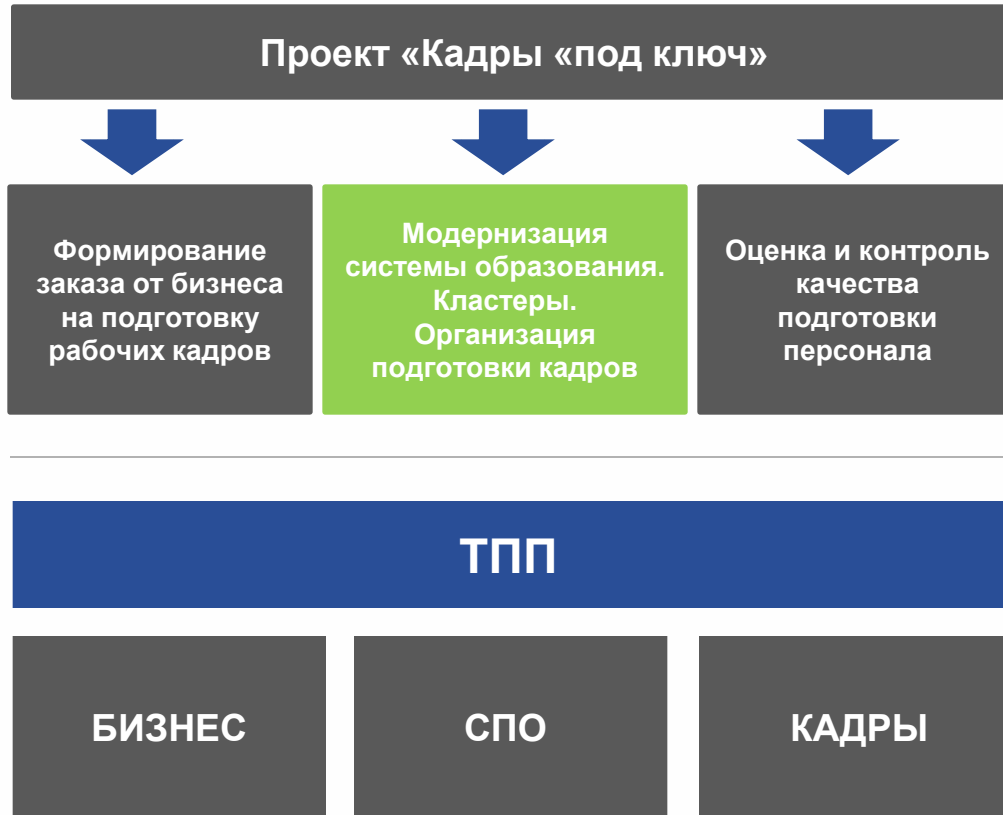 Проект «Кадры «под ключ»
Формирование
заказа от бизнеса
на подготовку
рабочих кадров
Модернизация
системы образования.
Кластеры.
Организация
подготовки кадров
Оценка и контроль
качества
подготовки
персонала
ТПП
БИЗНЕС
СПО
КАДРЫ